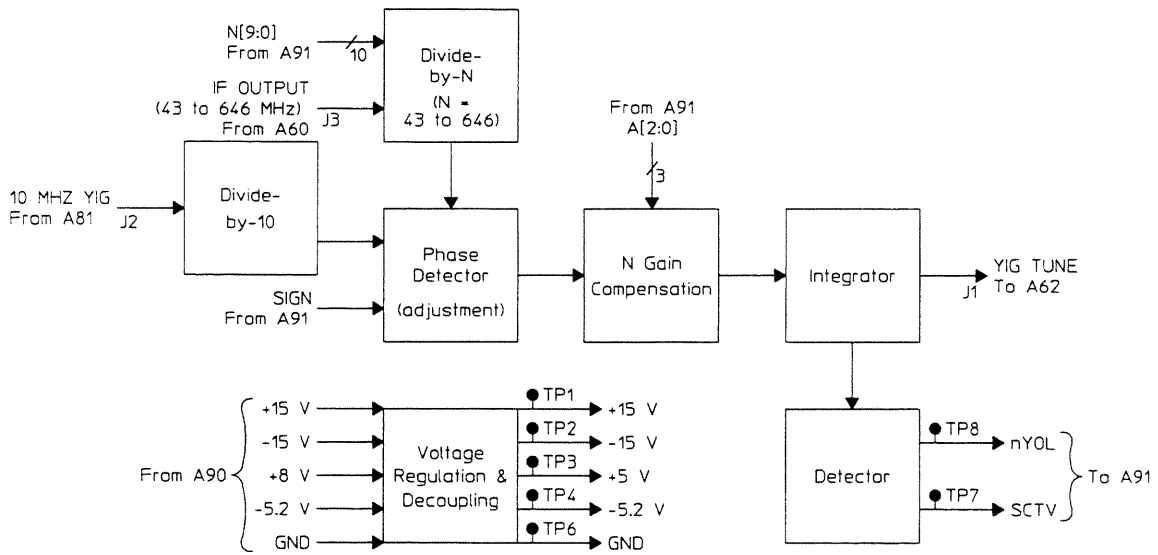 N[9:0]
From A91
10
IF OUTPUT
(43 to 646 MHz)
From A60
J3
Divide-
by-N
(N =
43 to 646)
From A91
A[2:0]
3
10 MHZ YIG
From A81
J2
Divide-
by-10
SIGN
From A91
Phase
Detector
(adjustment)
N Gain
Compensation
Integrator
J1
YIG TUNE
To A62
From A90
+15 V
-15 V
+8 V
-5.2 V
GND
Voltage
Regulation &
Decoupling
TP1
+15 V
TP2
-15 V
TP3
+5 V
TP4
-5.2 V
TP6
GND
Detector
TP8
nYOL
TP7
SCTV
To A91